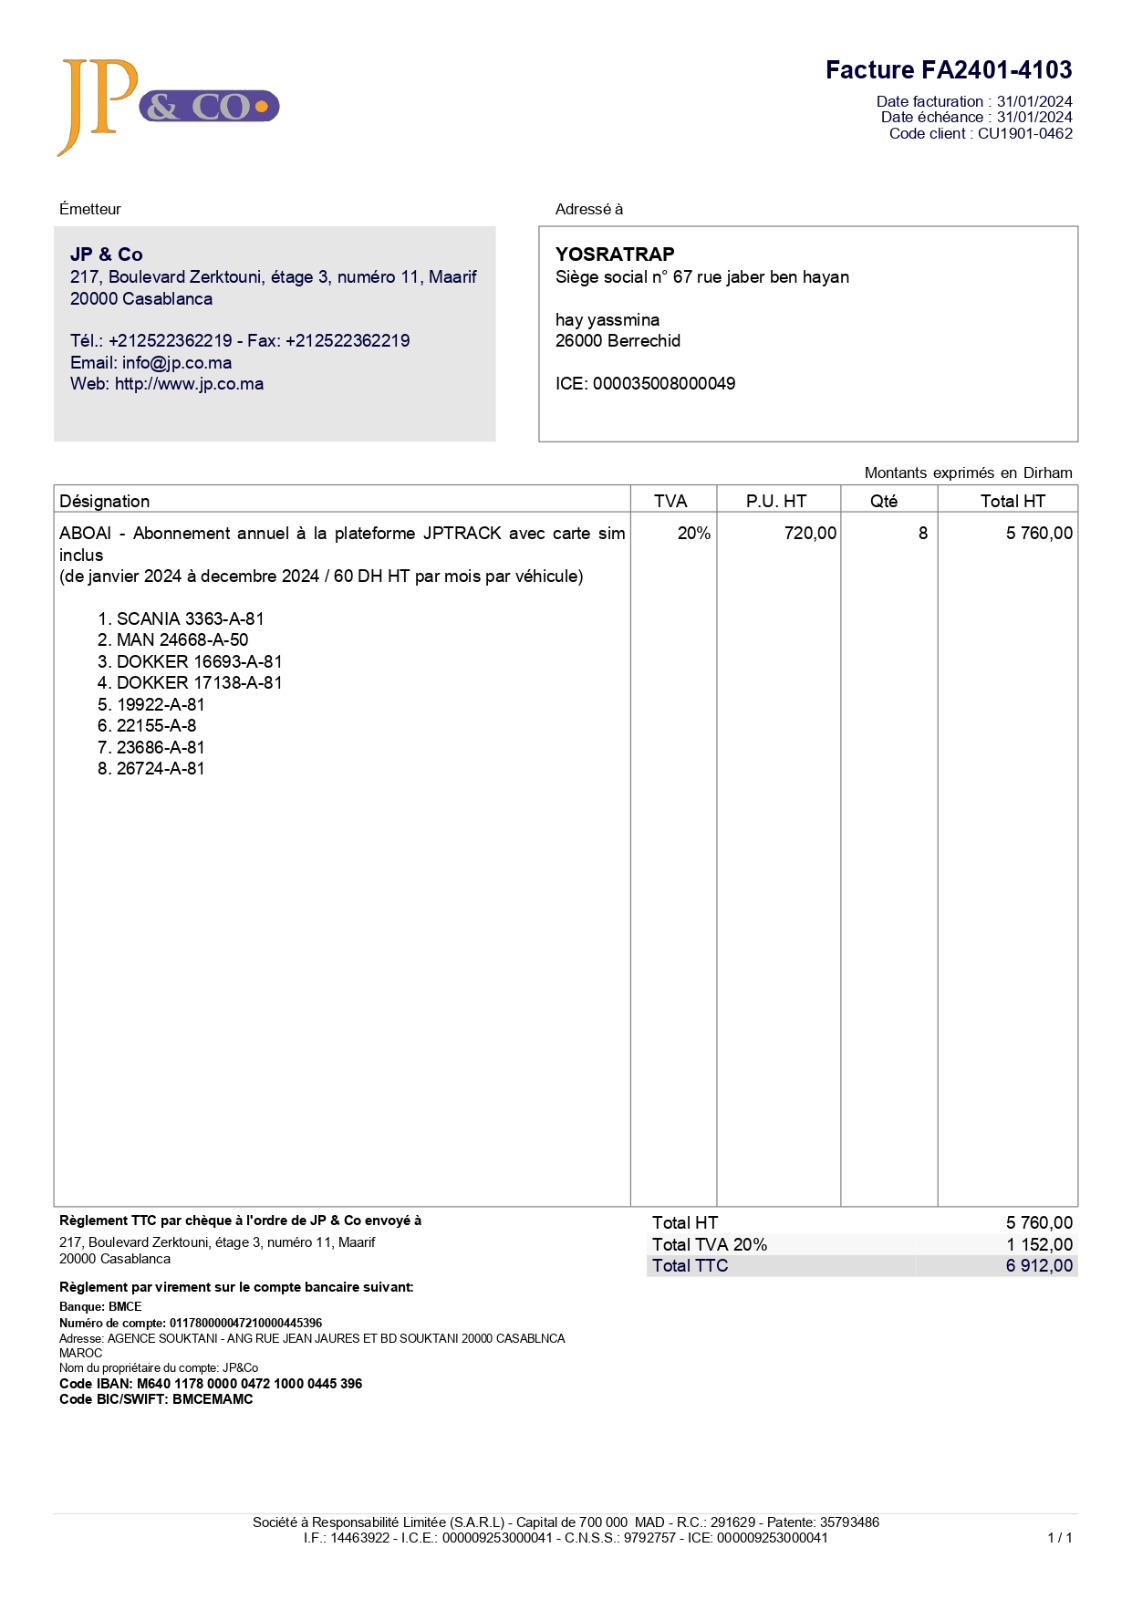 JP & CO
Facture FA2401-4103
Date facturation : 31/01/2024
Date échéance : 31/01/2024
Code client : CU1901-0462
Émetteur
JP & Co
217, Boulevard Zerktouni, étage 3, numéro 11, Maarif
20000 Casablanca
Tél.: +212522362219 - Fax: +212522362219
Email: info@jp.co.ma
Web: http://www.jp.co.ma
Adressé à
YOSRATRAP
Siège social n° 67 rue jaber ben hayan
hay yassmina
26000 Berrechid
ICE: 000035008000049
Montants exprimés en Dirham
Désignation TVA P.U. HT Qté Total HT
ABOAI - Abonnement annuel à la plateforme JPTRACK avec carte sim 20% 720,00 8 5 760,00
inclus
(de janvier 2024 à decembre 2024 / 60 DH HT par mois par véhicule)
1. SCANIA 3363-A-81
2. MAN 24668-A-50
3. DOKKER 16693-A-81
4. DOKKER 17138-A-81
5. 19922-A-81
6. 22155-A-8
7. 23686-A-81
8. 26724-A-81
Règlement TTC par chèque à l'ordre de JP & Co envoyé à
217, Boulevard Zerktouni, étage 3, numéro 11, Maarif
20000 Casablanca
Règlement par virement sur le compte bancaire suivant:
Banque: BMCE
Numéro de compte: 011780000047210000445396
Adresse: AGENCE SOUKTANI - ANG RUE JEAN JAURES ET BD SOUKTANI 20000 CASABLNCA
MAROC
Nom du propriétaire du compte: JP&Co
Code IBAN: M640 1178 0000 0472 1000 0445 396
Code BIC/SWIFT: BMCEMAMC
Total HT 5 760,00
Total TVA 20% 1 152,00
Total TTC 6 912,00
Société à Responsabilité Limitée (S.A.R.L) - Capital de 700 000 MAD - R.C.: 291629 - Patente: 35793486
I.F.: 14463922 - I.C.E.: 000009253000041 - C.N.S.S.: 9792757 - ICE: 000009253000041
1 / 1